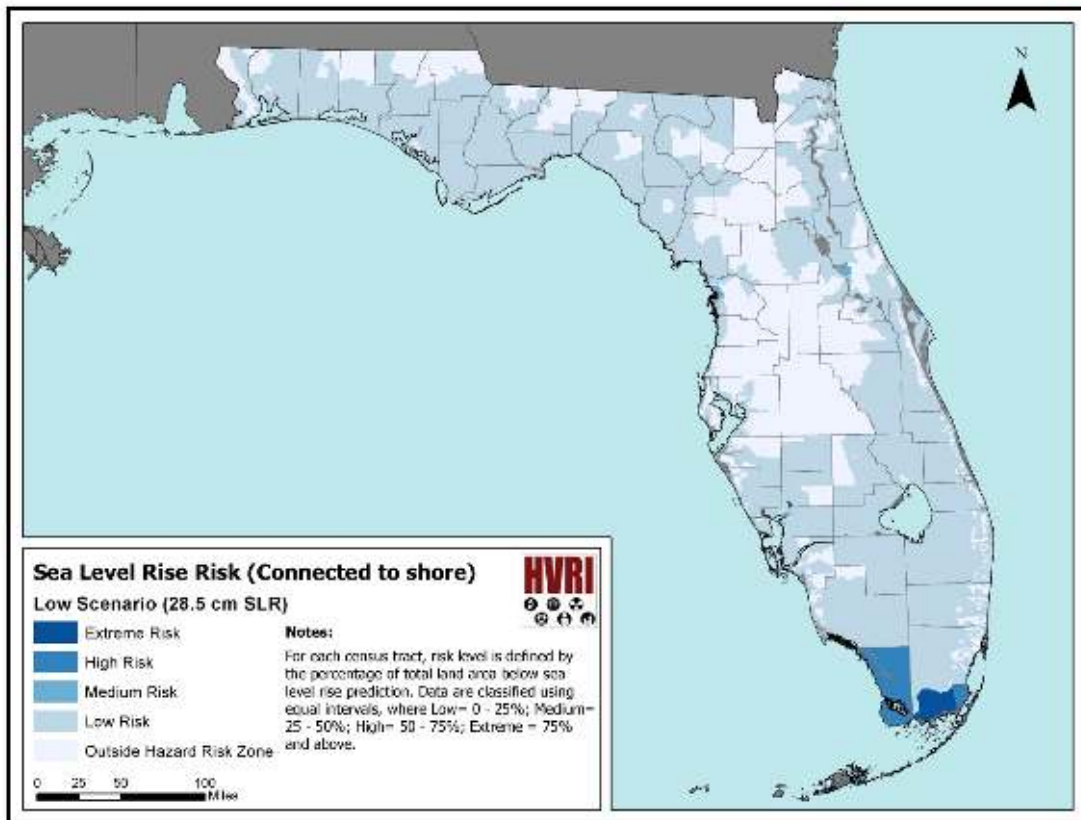 N
Sea Level Rise Risk (Connected to shore)
HVRI
Low Scenario (28.5 cm SLR)
Extreme Risk
High Risk
Medium Risk
Low Risk
Outside Hazard Risk Zone
Notes:
For each census tract, risk level is defined by
the percentage of total land area below sea
level rise prediction. Data are classified using
equal intervals, where Low= 0 - 25%; Medium=
25 - 50%; High= 50 - 75%; Extreme = 75%
and above.
0 25 50 100
Miles